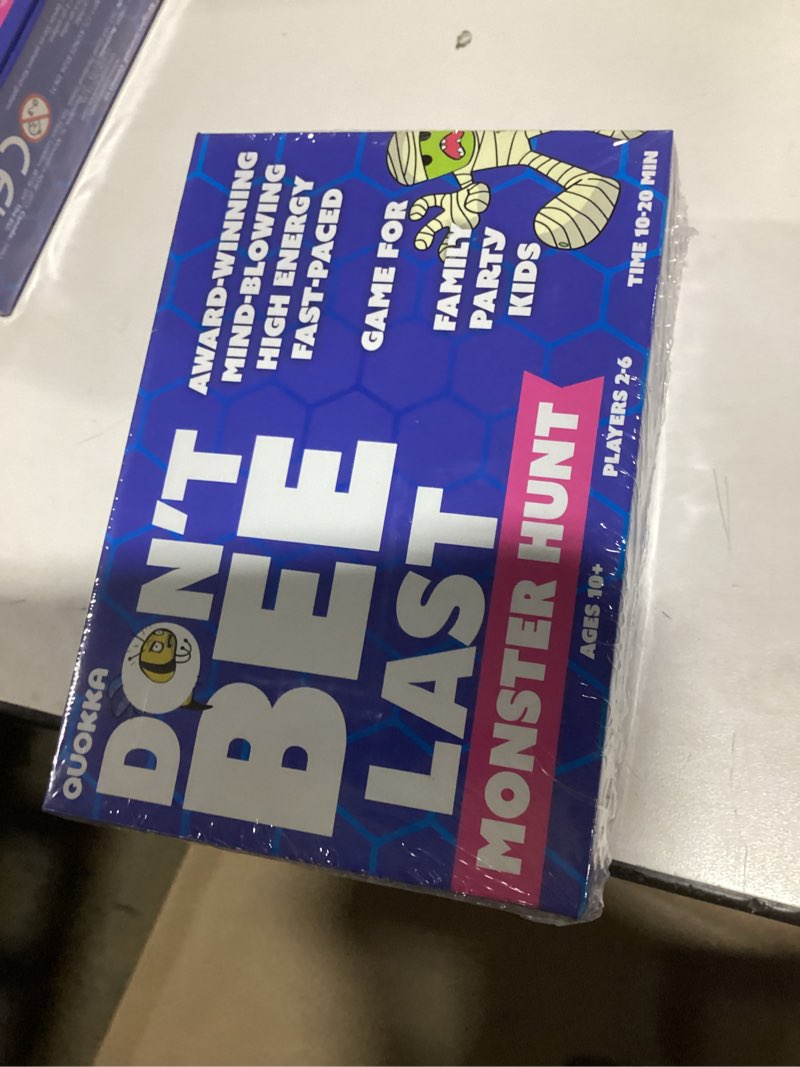 QUOKKA
DON'T
BEE
LAST
MONSTER HUNT
AWARD-WINNING
MIND-BLOWING
HIGH ENERGY
FAST-PACED
GAME FOR
FAMILY
PARTY
KIDS
AGES 10+
PLAYERS 2-6
TIME 10-20 MIN
CE